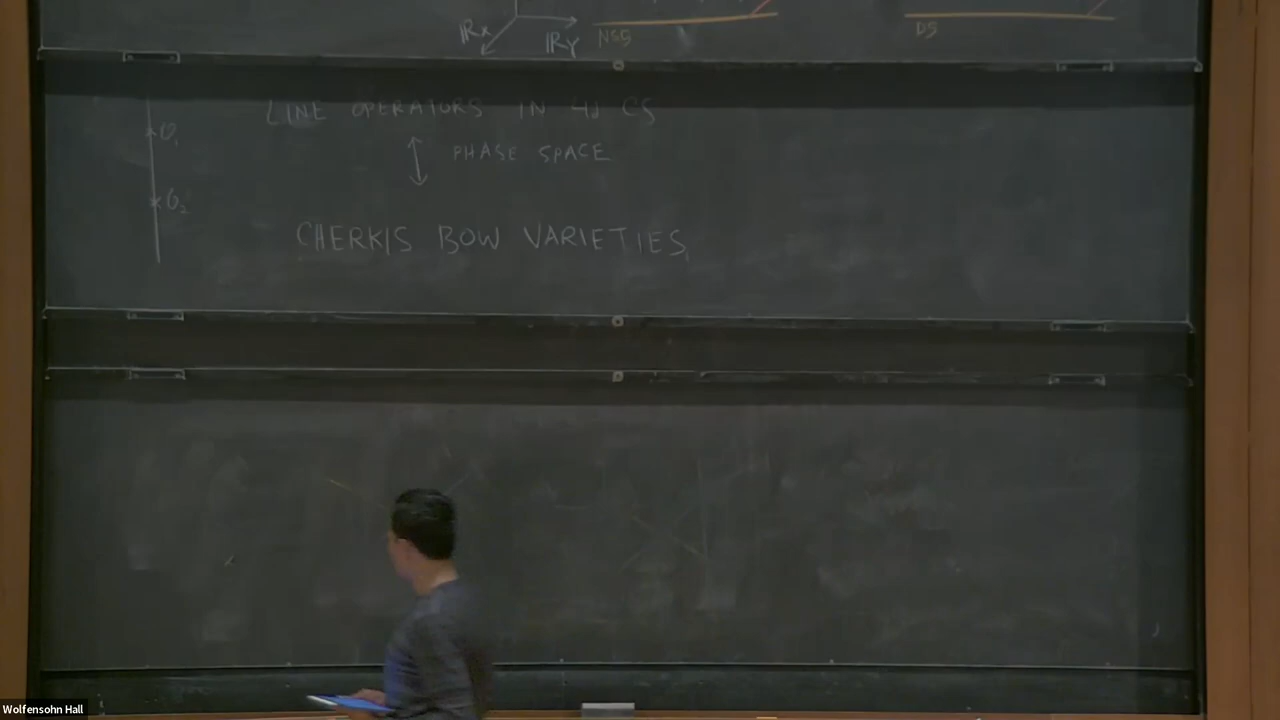 IRx
IRy
NS5
D5
LINE OPERATORS IN 4d CS
O₁
PHASE SPACE
O₂
CHERKIS BOW VARIETIES
Wolfensohn Hall